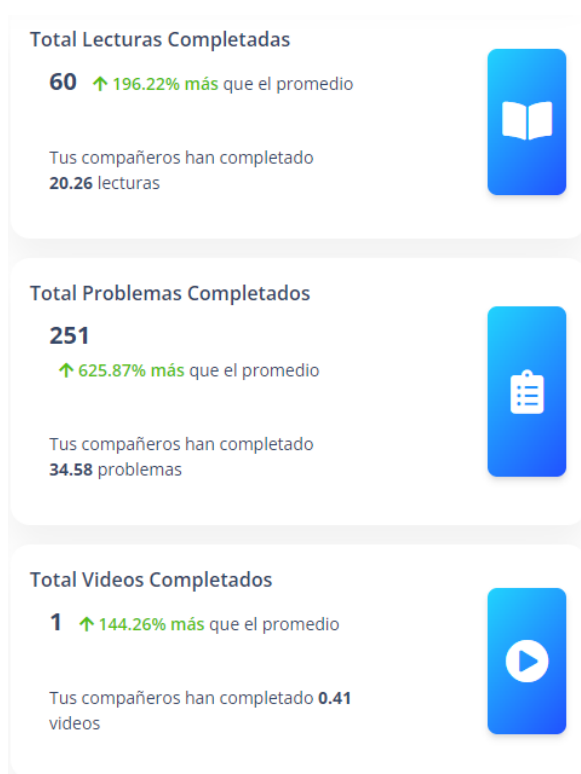 Total Lecturas Completadas
60 ↑ 196.22% más que el promedio
Tus compañeros han completado
20.26 lecturas
Total Problemas Completados
251
↑ 625.87% más que el promedio
Tus compañeros han completado
34.58 problemas
Total Videos Completados
1 ↑ 144.26% más que el promedio
Tus compañeros han completado 0.41
videos